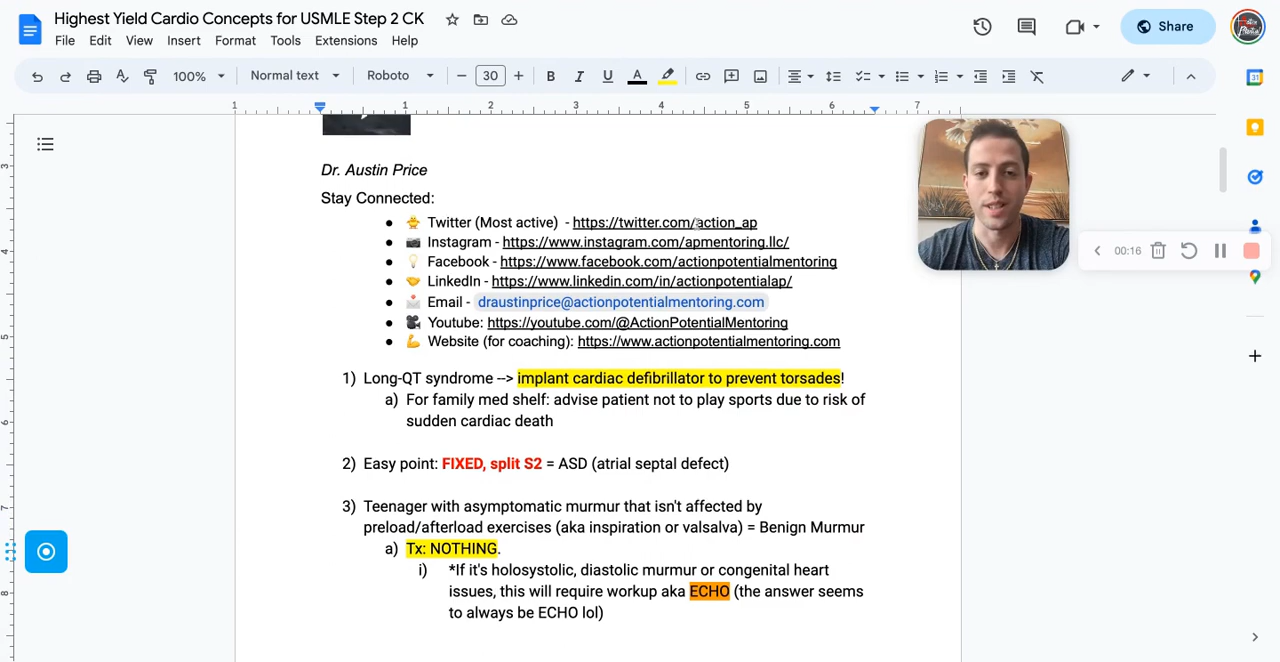 Highest Yield Cardio Concepts for USMLE Step 2 CK
File Edit View Insert Format Tools Extensions Help
Share
100% Normal text Roboto 30
1 1 2 3 4 5 6 7
Dr. Austin Price
Stay Connected:
Twitter (Most active) - https://twitter.com/action_ap
Instagram - https://www.instagram.com/apmentoring.llc/
Facebook - https://www.facebook.com/actionpotentialmentoring
LinkedIn - https://www.linkedin.com/in/actionpotentialap/
Email - draustinprice@actionpotentialmentoring.com
Youtube: https://youtube.com/@ActionPotentialMentoring
Website (for coaching): https://www.actionpotentialmentoring.com
00:16
1) Long-QT syndrome --> implant cardiac defibrillator to prevent torsades!
a) For family med shelf: advise patient not to play sports due to risk of
sudden cardiac death
2) Easy point: FIXED, split S2 = ASD (atrial septal defect)
3) Teenager with asymptomatic murmur that isn't affected by
preload/afterload exercises (aka inspiration or valsalva) = Benign Murmur
a) Tx: NOTHING.
i) *If it's holosystolic, diastolic murmur or congenital heart
issues, this will require workup aka ECHO (the answer seems
to always be ECHO lol)